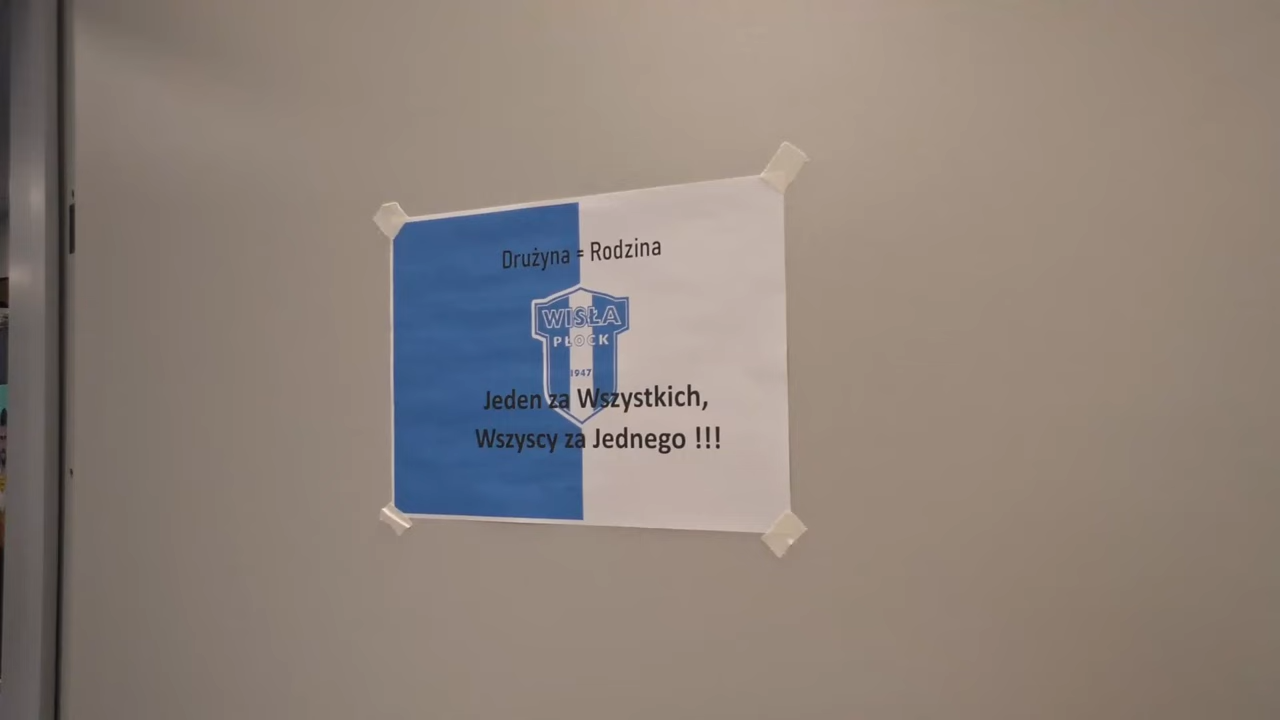 Drużyna = Rodzina
WISŁA
PŁOCK
1947
Jeden za Wszystkich,
Wszyscy za Jednego !!!